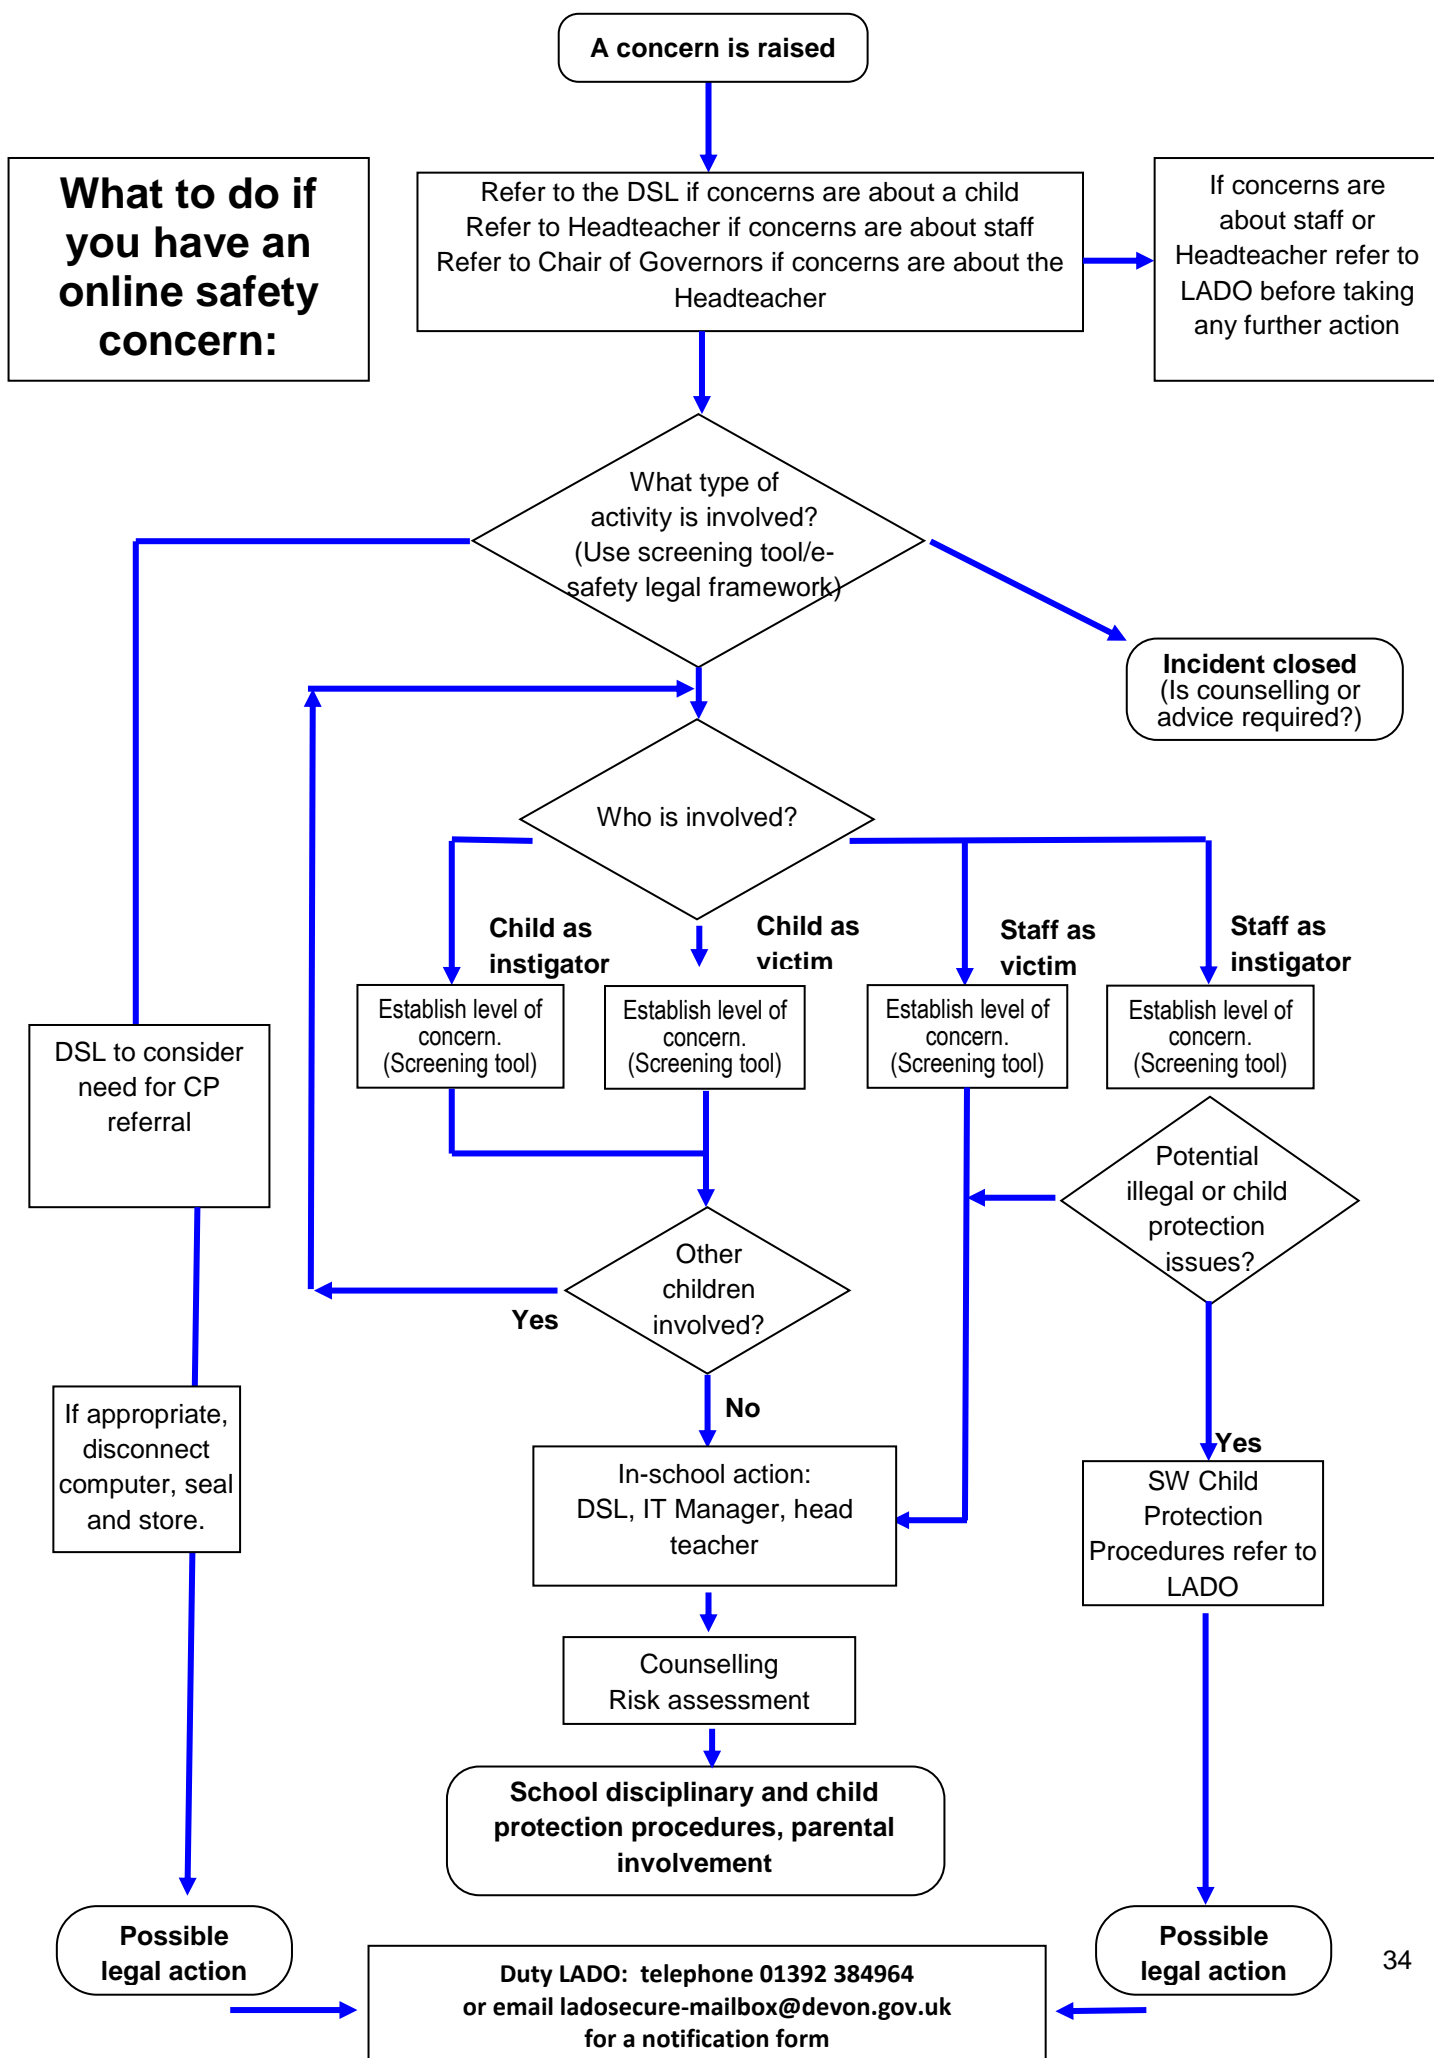 A concern is raised
What to do if
you have an
online safety
concern:
Refer to the DSL if concerns are about a child
Refer to Headteacher if concerns are about staff
Refer to Chair of Governors if concerns are about the
Headteacher
If concerns are
about staff or
Headteacher refer to
LADO before taking
any further action
What type of
activity is involved?
(Use screening tool/e-
safety legal framework)
Incident closed
(Is counselling or
advice required?)
Who is involved?
Child as
instigator
Child as
victim
Staff as
victim
Staff as
instigator
Establish level of
concern.
(Screening tool)
Establish level of
concern.
(Screening tool)
Establish level of
concern.
(Screening tool)
Establish level of
concern.
(Screening tool)
DSL to consider
need for CP
referral
Potential
illegal or child
protection
issues?
Other
children
involved?
Yes
No
Yes
If appropriate,
disconnect
computer, seal
and store.
In-school action:
DSL, IT Manager, head
teacher
SW Child
Protection
Procedures refer to
LADO
Counselling
Risk assessment
School disciplinary and child
protection procedures, parental
involvement
Possible
legal action
Possible
legal action
34
Duty LADO: telephone 01392 384964
or email ladosecure-mailbox@devon.gov.uk
for a notification form